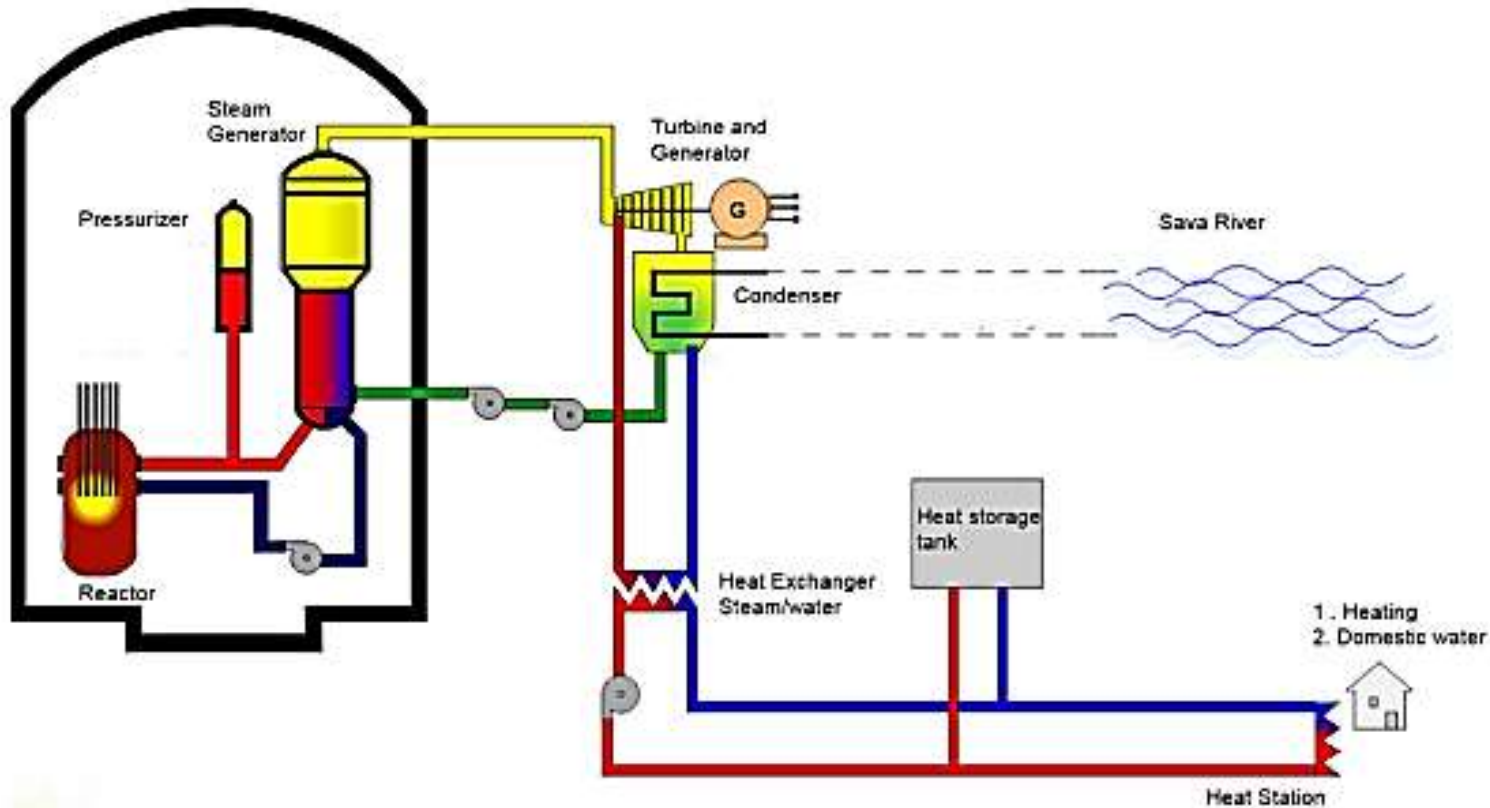 Steam
Generator
Turbine and
Generator
Pressurizer
G
Sava River
Condenser
Heat storage
tank
Heat Exchanger
Steam/water
Reactor
1 . Heating
2. Domestic water
Heat Station